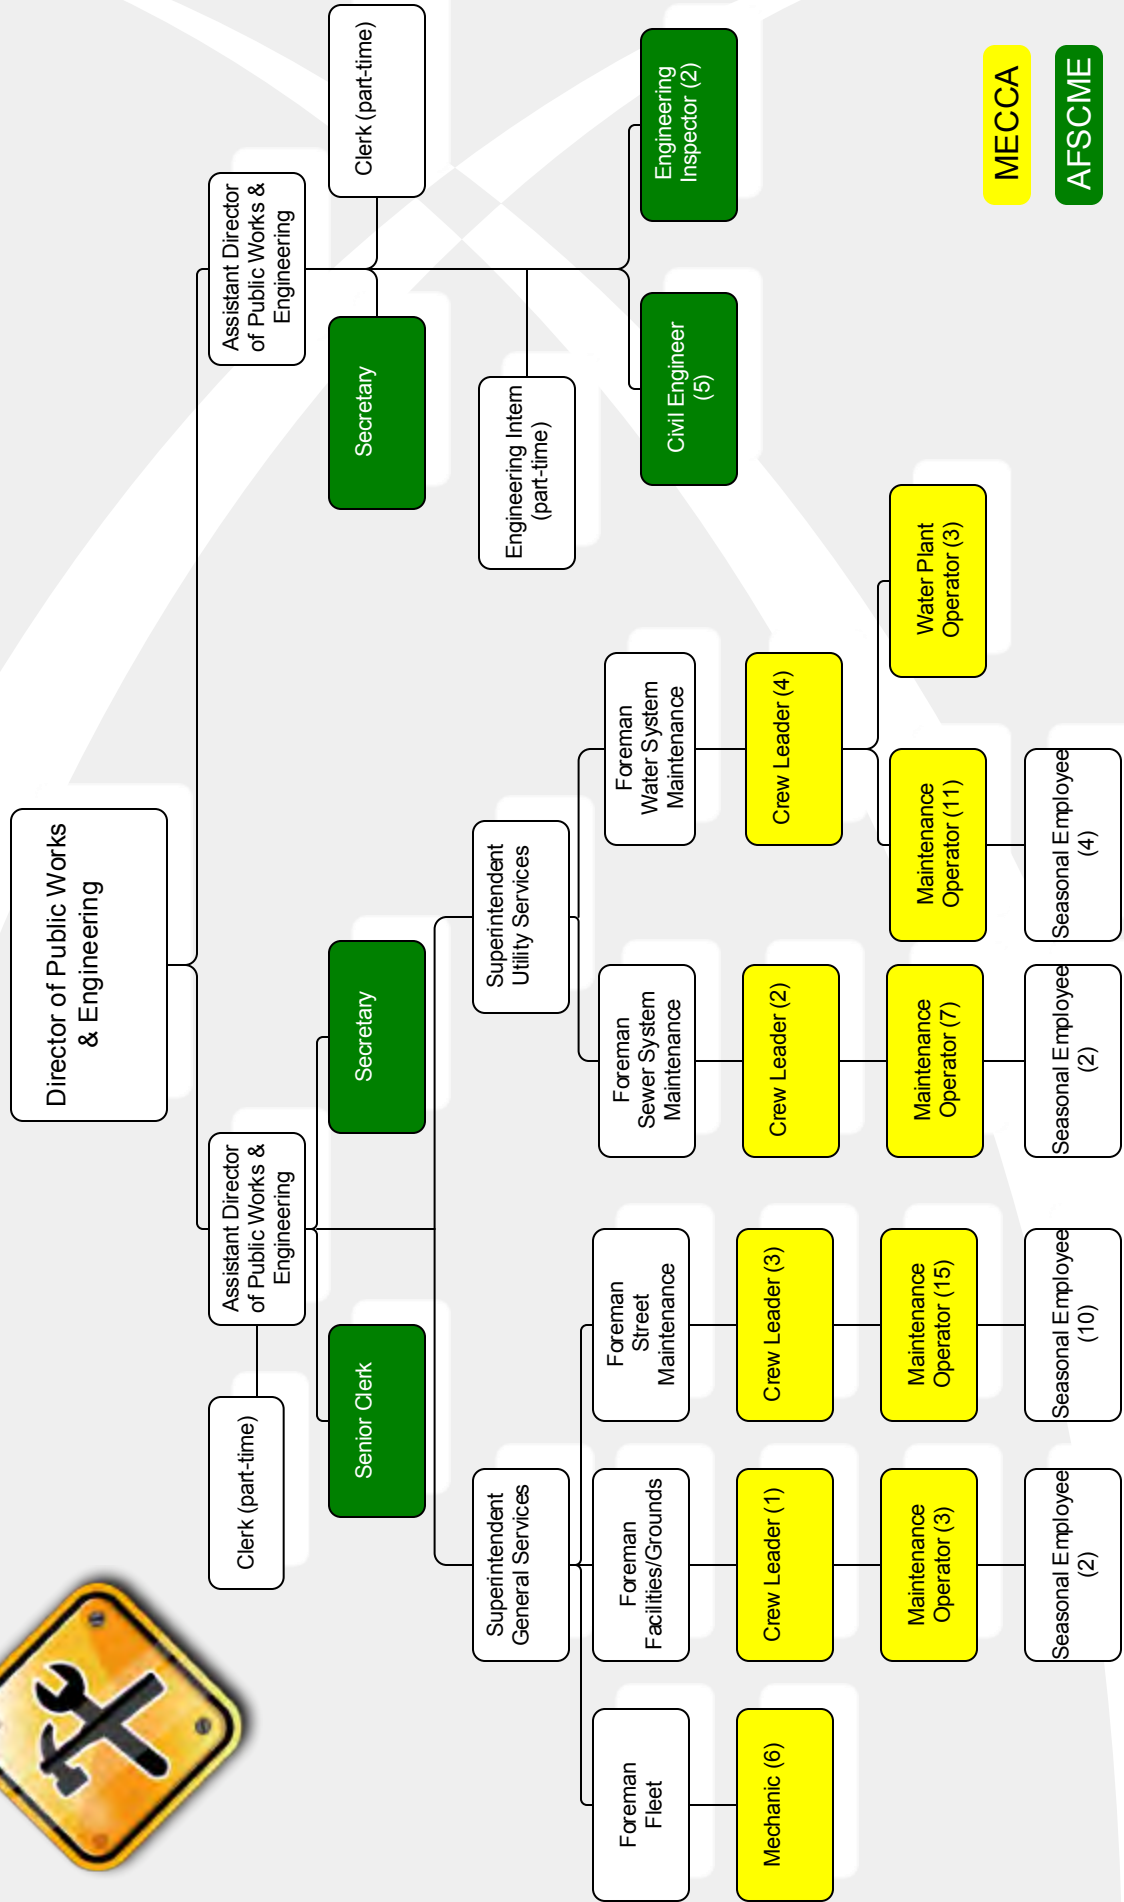 Director of Public Works
& Engineering
Clerk (part-time)
Assistant Director
of Public Works &
Engineering
Assistant Director
of Public Works &
Engineering
Senior Clerk
Secretary
Secretary
Clerk (part-time)
Superintendent
General Services
Superintendent
Utility Services
Engineering Intern
(part-time)
Foreman
Fleet
Foreman
Facilities/Grounds
Foreman
Street
Maintenance
Foreman
Sewer System
Maintenance
Foreman
Water System
Maintenance
Civil Engineer
(5)
Engineering
Inspector (2)
Mechanic (6)
Crew Leader (1)
Crew Leader (3)
Crew Leader (2)
Crew Leader (4)
Maintenance
Operator (3)
Maintenance
Operator (15)
Maintenance
Operator (7)
Maintenance
Operator (11)
Water Plant
Operator (3)
Seasonal Employee
(2)
Seasonal Employee
(10)
Seasonal Employee
(2)
Seasonal Employee
(4)
MECCA
AFSCME